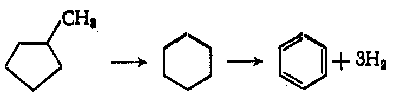 CH₃
+ 3H₂